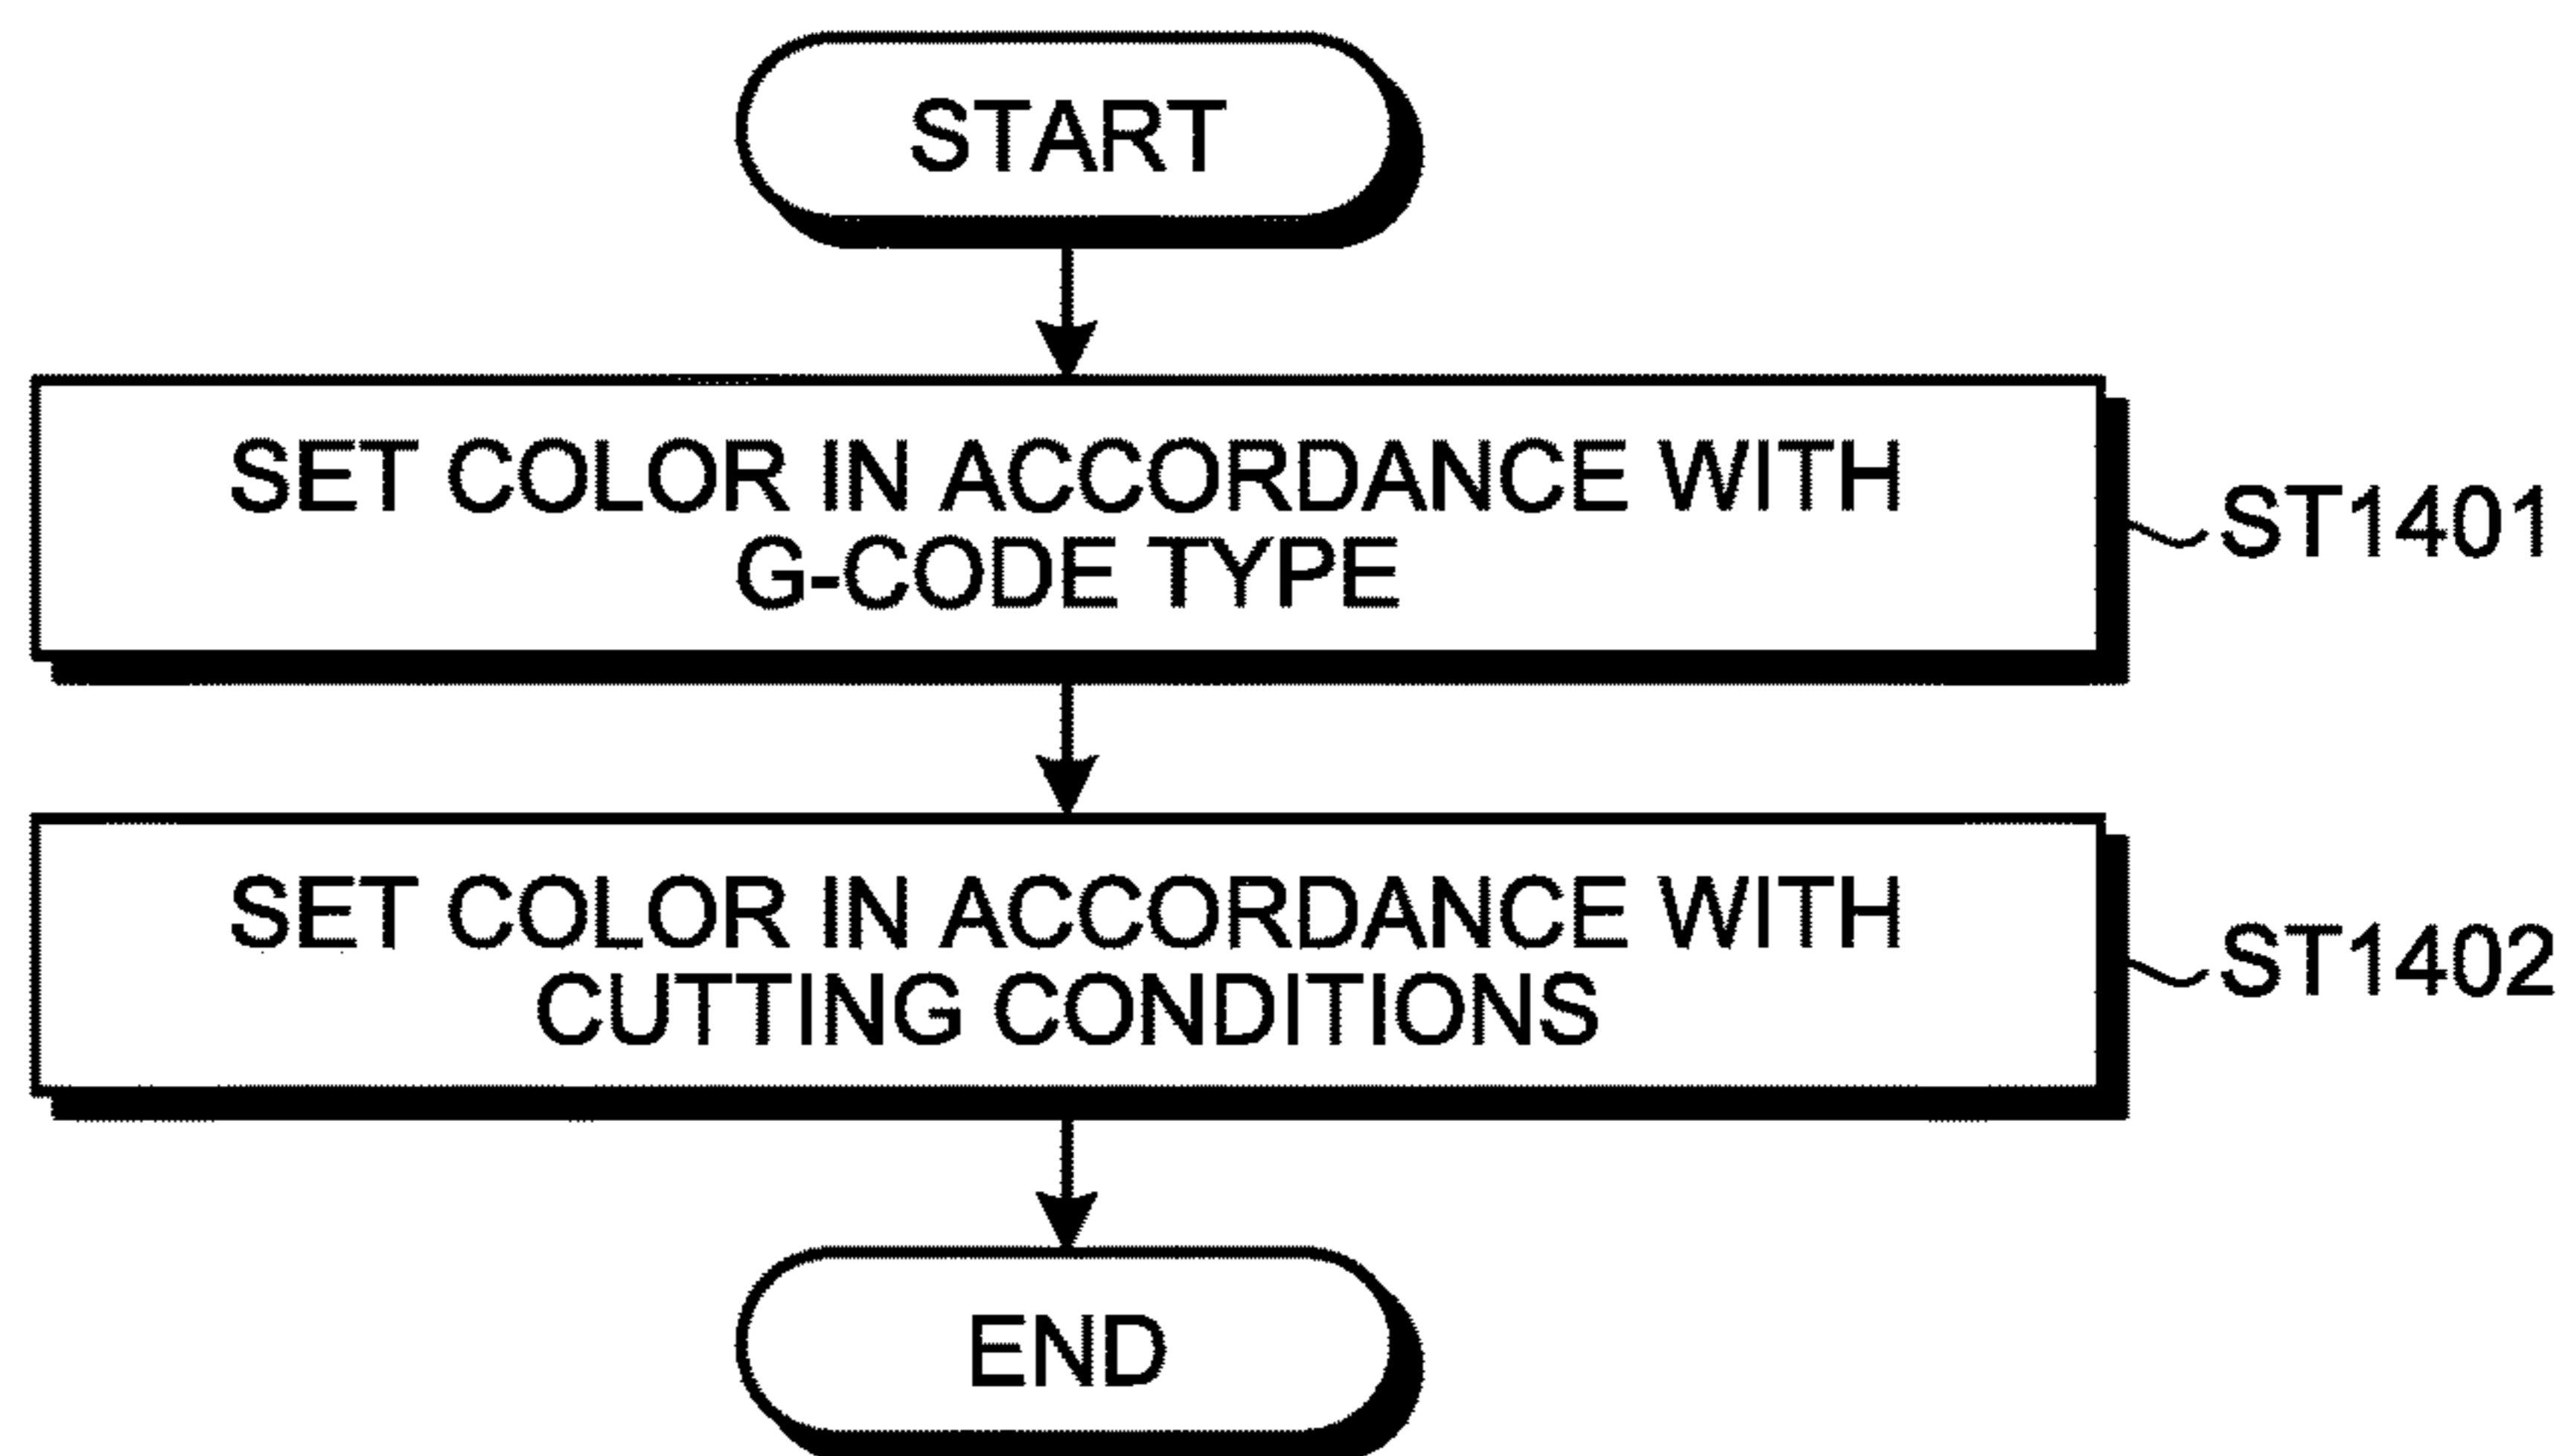 START
SET COLOR IN ACCORDANCE WITH
G-CODE TYPE
ST1401
SET COLOR IN ACCORDANCE WITH
CUTTING CONDITIONS
ST1402
END